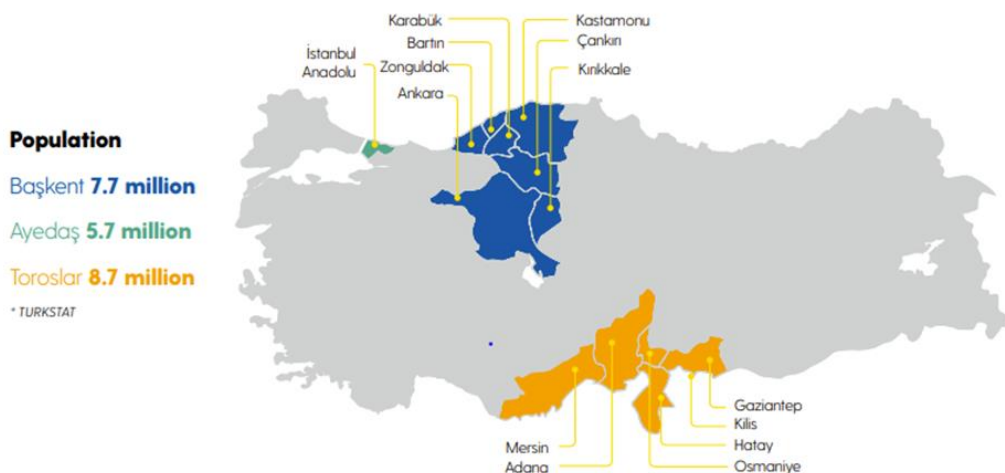 Karabük
Kastamonu
Bartın
Çankırı
İstanbul
Anadolu
Zonguldak
Kırıkkale
Ankara
Population
Başkent 7.7 million
Ayedaş 5.7 million
Toroslar 8.7 million
* TURKSTAT
Gaziantep
Kilis
Mersin
Hatay
Adana
Osmaniye